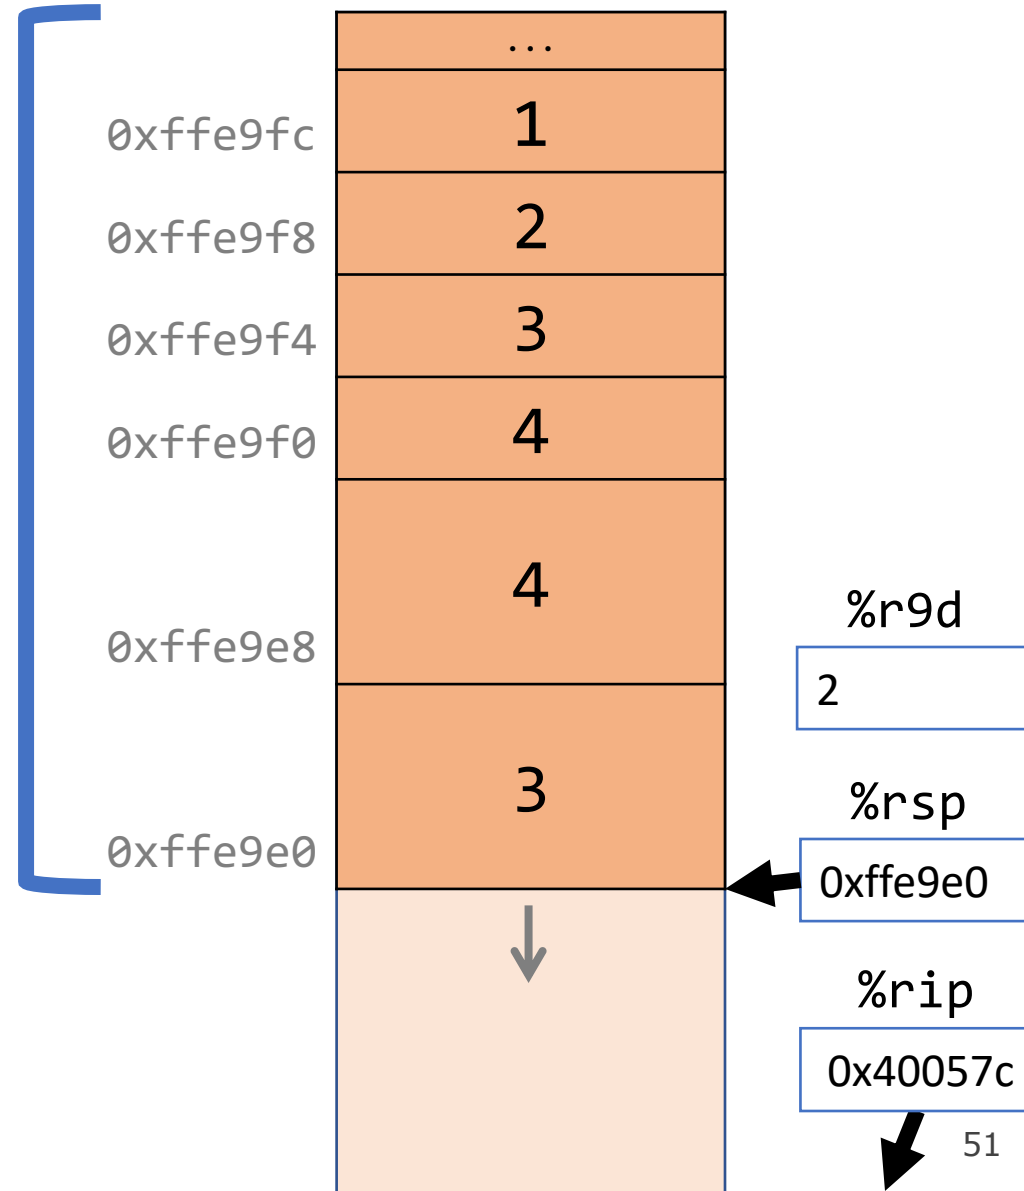 ...
0xffe9fc 1
0xffe9f8 2
0xffe9f4 3
0xffe9f0 4
4
0xffe9e8
3
0xffe9e0
%r9d
2
%rsp
0xffe9e0
%rip
0x40057c
51